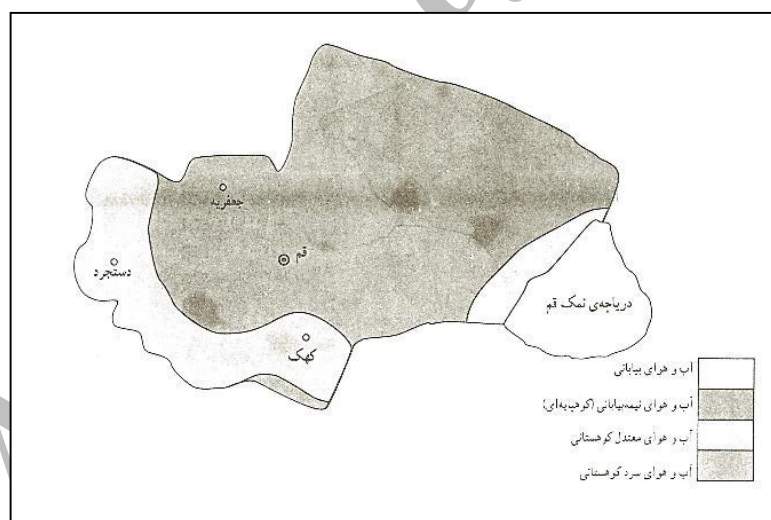 جعفریه
قم
دستجرد
دریاچه‌ی نمک قم
کهک
آب و هوای بیابانی
آب و هوای نیمه‌بیابانی (کوهپایه‌ای)
آب و هوای معتدل کوهستانی
آب و هوای سرد کوهستانی